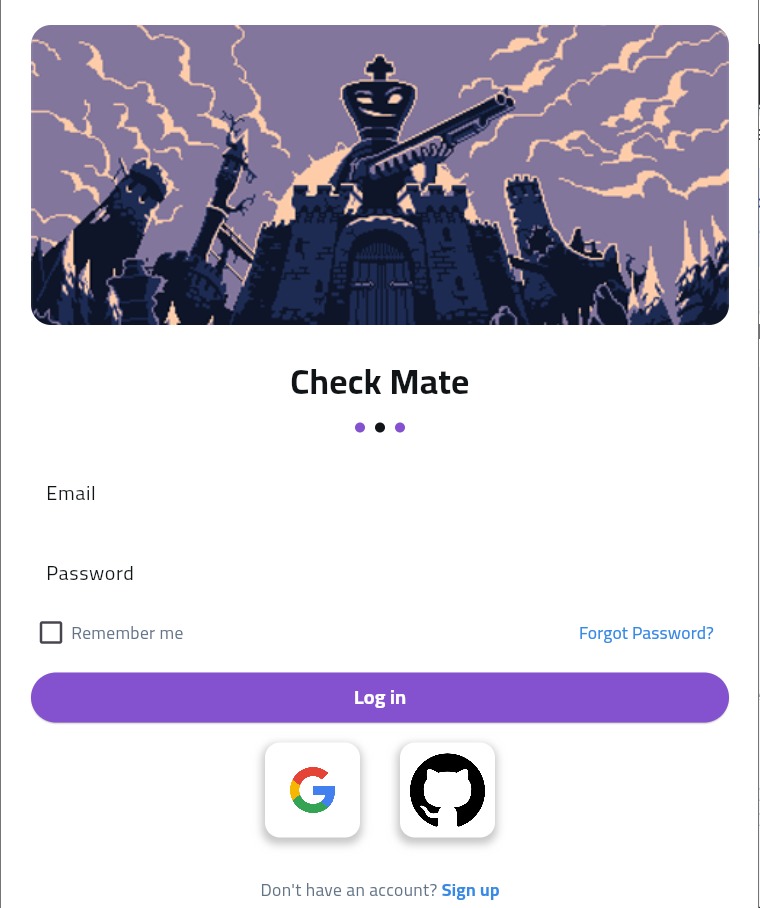 Check Mate
Email
Password
Remember me
Forgot Password?
Log in
Don't have an account? Sign up